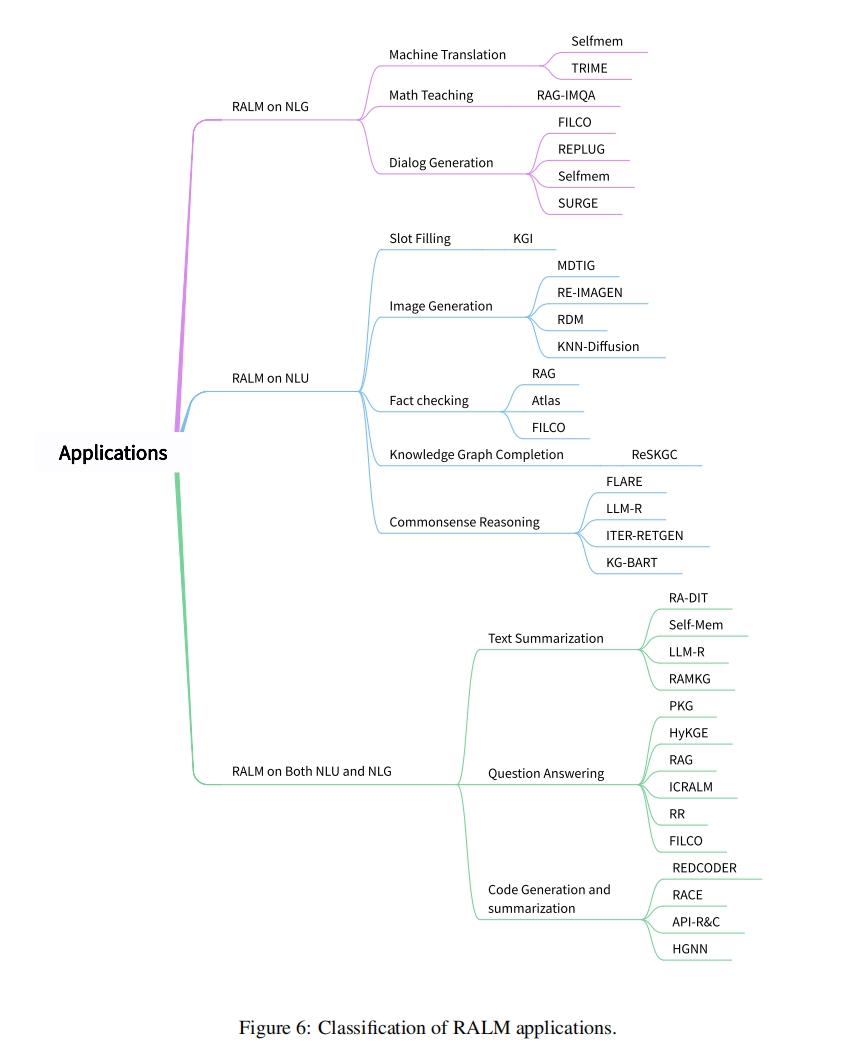 Applications
RALM on NLG
Machine Translation
Selfmem
TRIME
Math Teaching
RAG-IMQA
Dialog Generation
FILCO
REPLUG
Selfmem
SURGE
RALM on NLU
Slot Filling
KGI
Image Generation
MDTIG
RE-IMAGEN
RDM
KNN-Diffusion
Fact checking
RAG
Atlas
FILCO
Knowledge Graph Completion
ReSKGC
Commonsense Reasoning
FLARE
LLM-R
ITER-RETGEN
KG-BART
RALM on Both NLU and NLG
Text Summarization
RA-DIT
Self-Mem
LLM-R
RAMKG
Question Answering
PKG
HyKGE
RAG
ICRALM
RR
FILCO
Code Generation and
summarization
REDCODER
RACE
API-R&C
HGNN
Figure 6: Classification of RALM applications.